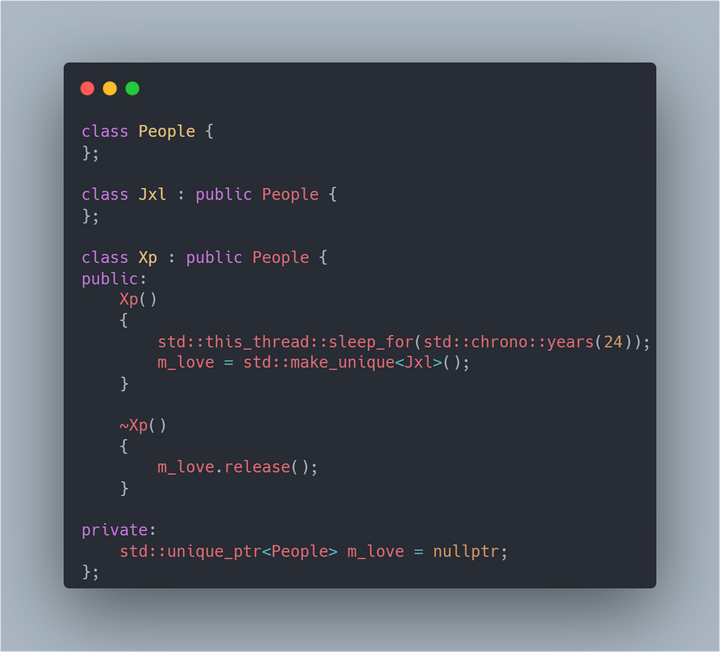 class People {
};
class Jxl : public People {
};
class Xp : public People {
public:
    Xp()
    {
        std::this_thread::sleep_for(std::chrono::years(24));
        m_love = std::make_unique<Jxl>();
    }
    ~Xp()
    {
        m_love.release();
    }
private:
    std::unique_ptr<People> m_love = nullptr;
};